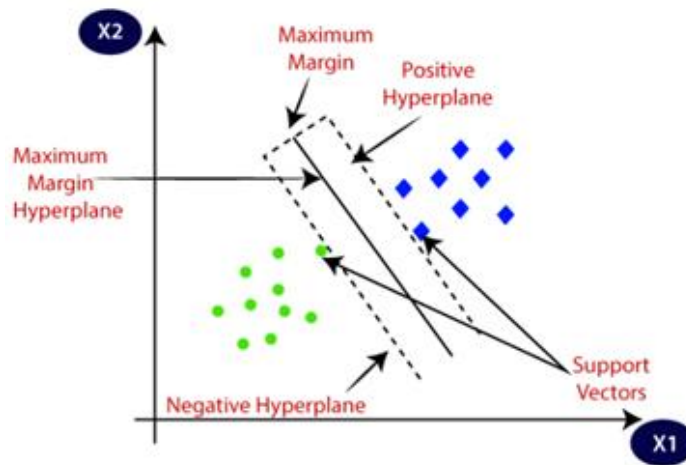 X2
Maximum
Margin
Positive
Hyperplane
Maximum
Margin
Hyperplane
Support
Vectors
Negative Hyperplane
X1